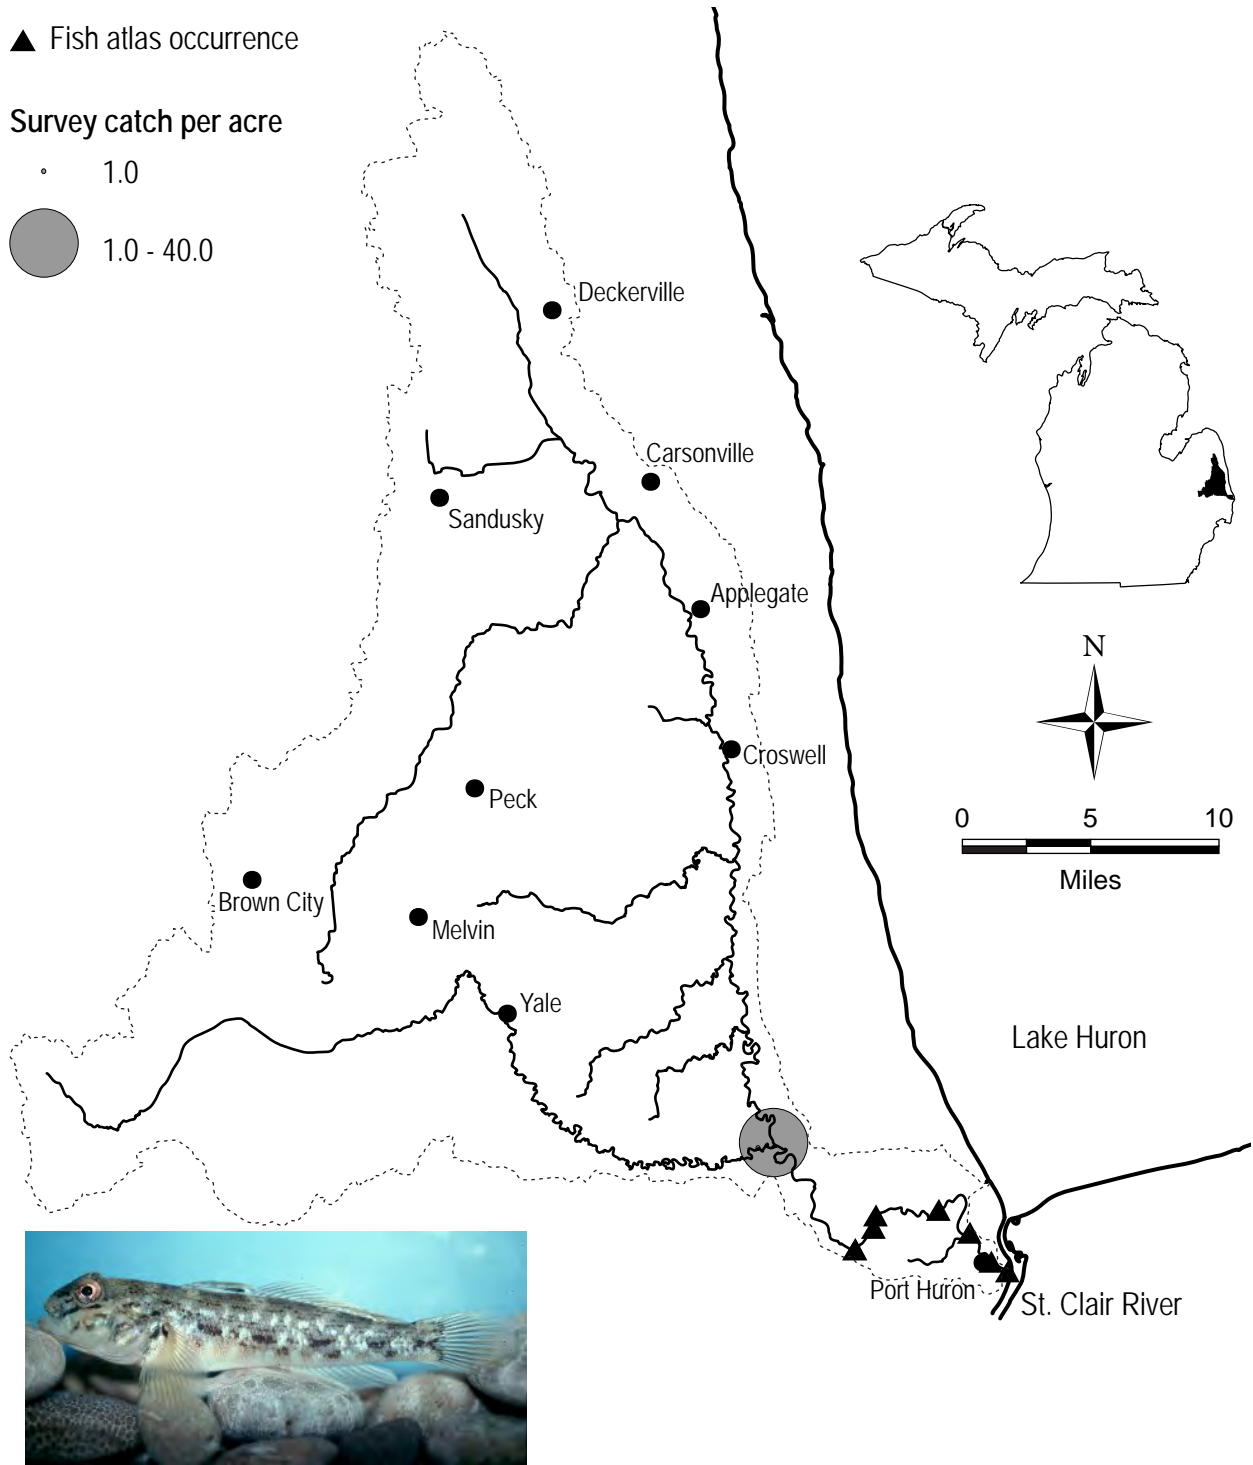 Fish atlas occurrence
Survey catch per acre
1.0
1.0 - 40.0
Deckerville
Carsonville
Sandusky
Applegate
N
Croswell
Peck
0 5 10
Miles
Brown City
Melvin
Yale
Lake Huron
Port Huron
St. Clair River